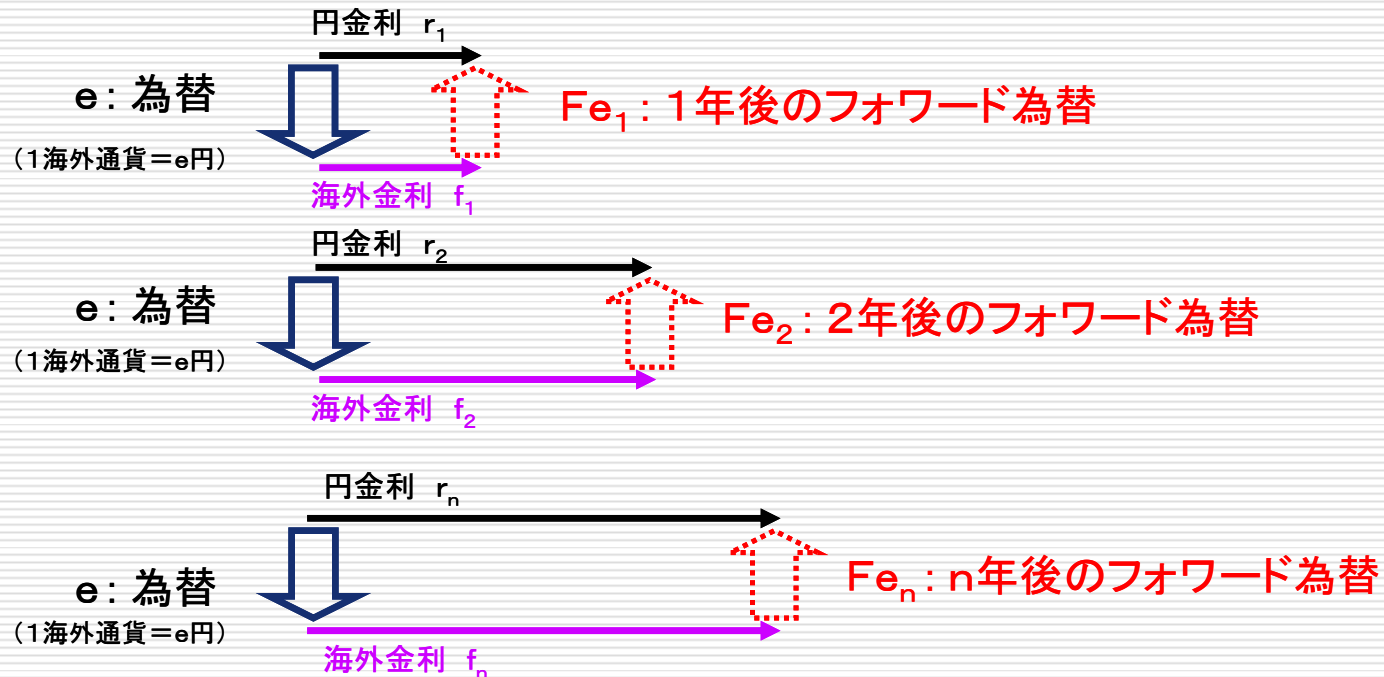 円金利 r₁
e：為替
Fe₁：１年後のフォワード為替
（１海外通貨＝e円）
海外金利 f₁
円金利 r₂
e：為替
Fe₂：２年後のフォワード為替
（１海外通貨＝e円）
海外金利 f₂
円金利 rₙ
e：為替
Feₙ：n年後のフォワード為替
（１海外通貨＝e円）
海外金利 fₙ